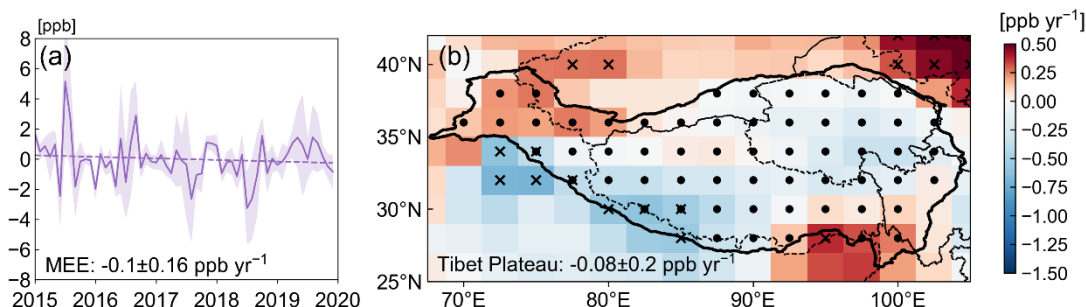 [ppb]
(a)
8
6
4
2
0
−2
−4
−6
−8
MEE: -0.1±0.16 ppb yr⁻¹
2015 2016 2017 2018 2019 2020
(b)
40°N
35°N
30°N
25°N
Tibet Plateau: -0.08±0.2 ppb yr⁻¹
70°E 80°E 90°E 100°E
[ppb yr⁻¹]
0.50
0.25
0.00
−0.25
−0.50
−0.75
−1.00
−1.25
−1.50